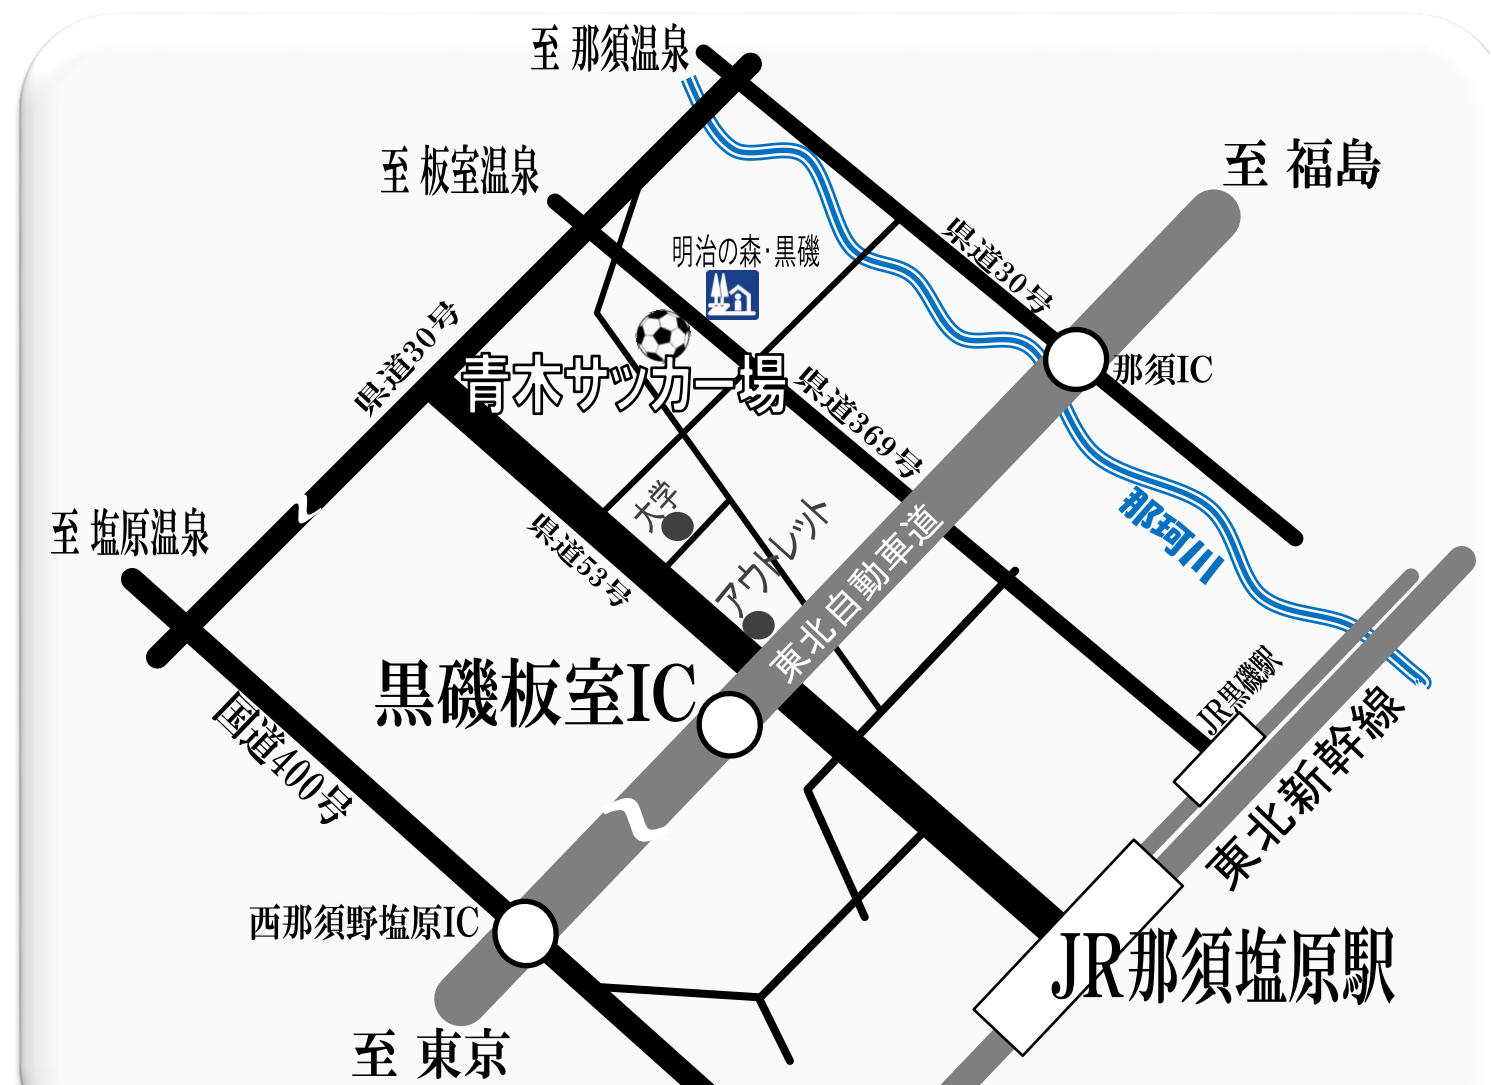 至 那須温泉
至 板室温泉
至 福島
県道30号
明治の森･黒磯
県道30号
那須IC
青木サッカー場
県道369号
大学
那珂川
至 塩原温泉
県道53号
アウトレット
東北自動車道
黒磯板室IC
JR黒磯駅
国道400号
東北新幹線
西那須野塩原IC
JR那須塩原駅
至 東京